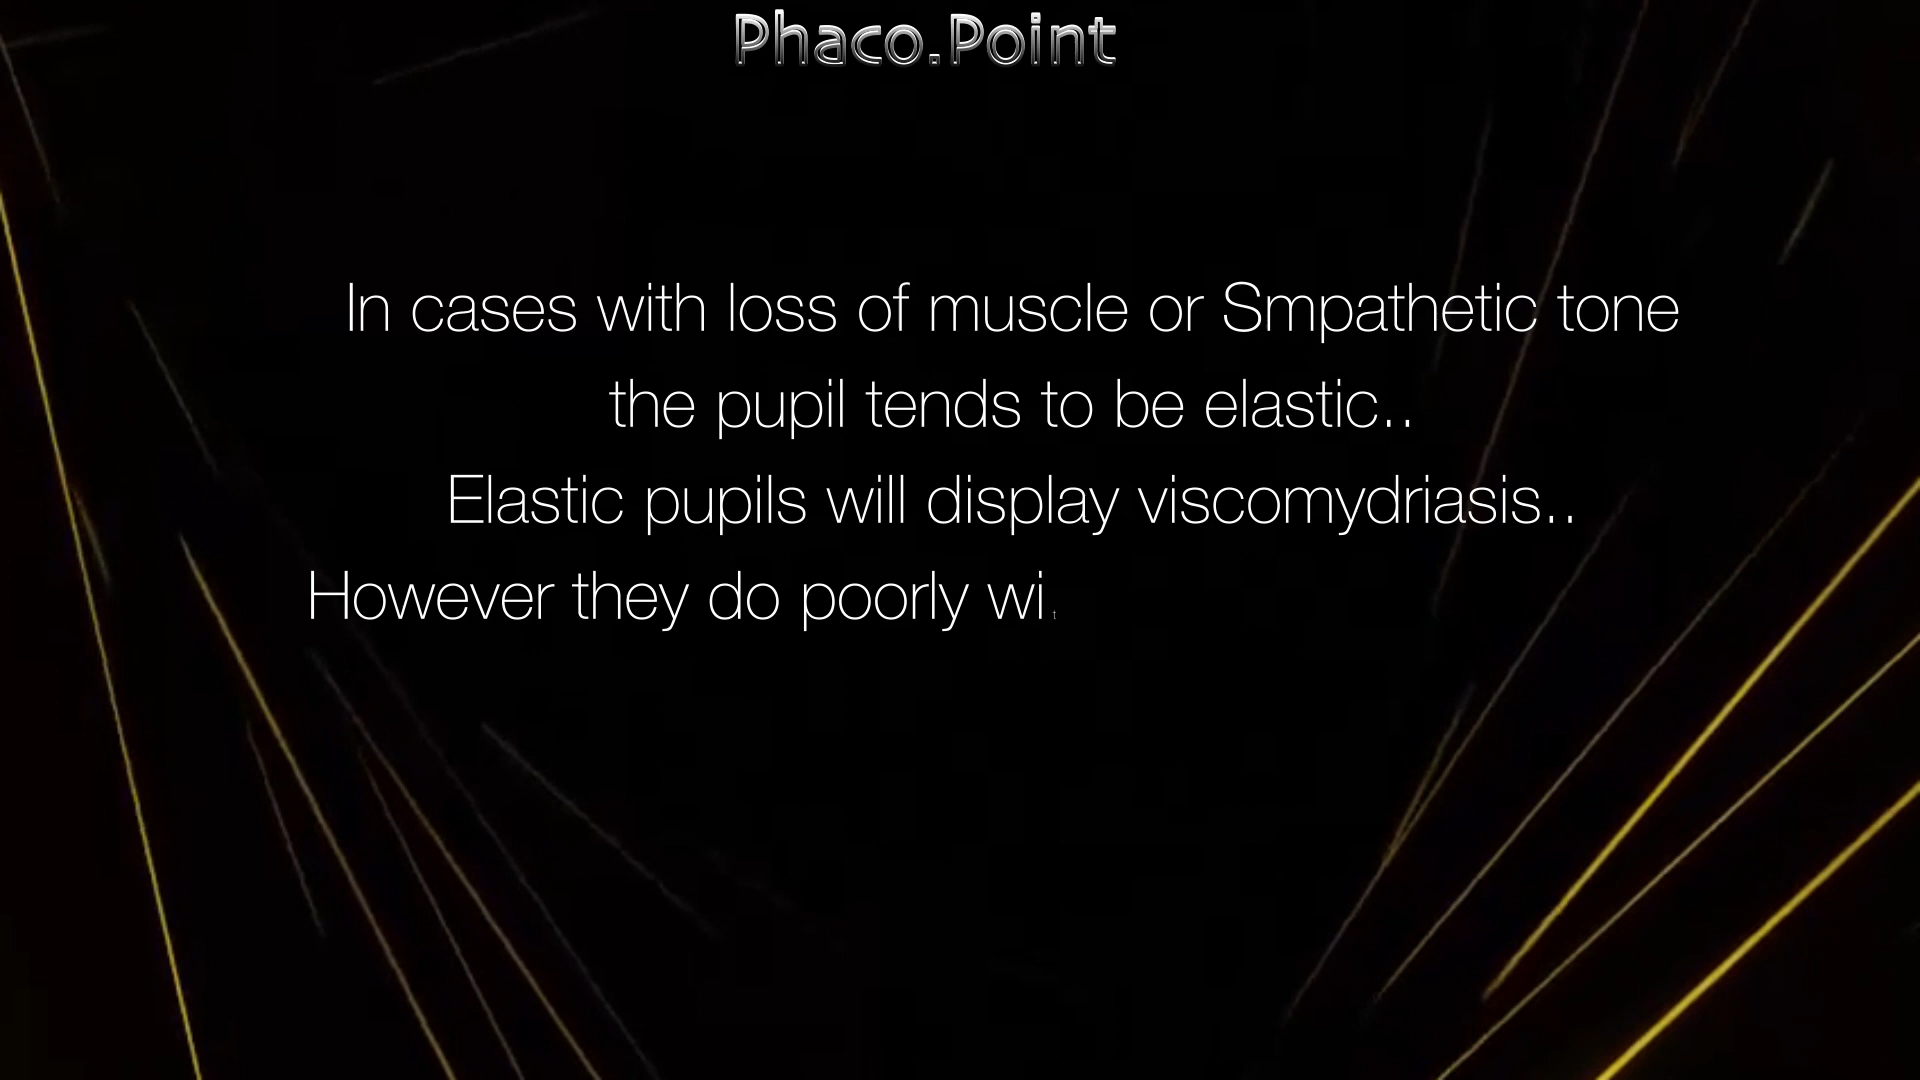 Phaco.Point
In cases with loss of muscle or Smpathetic tone
the pupil tends to be elastic..
Elastic pupils will display viscomydriasis..
However they do poorly wit